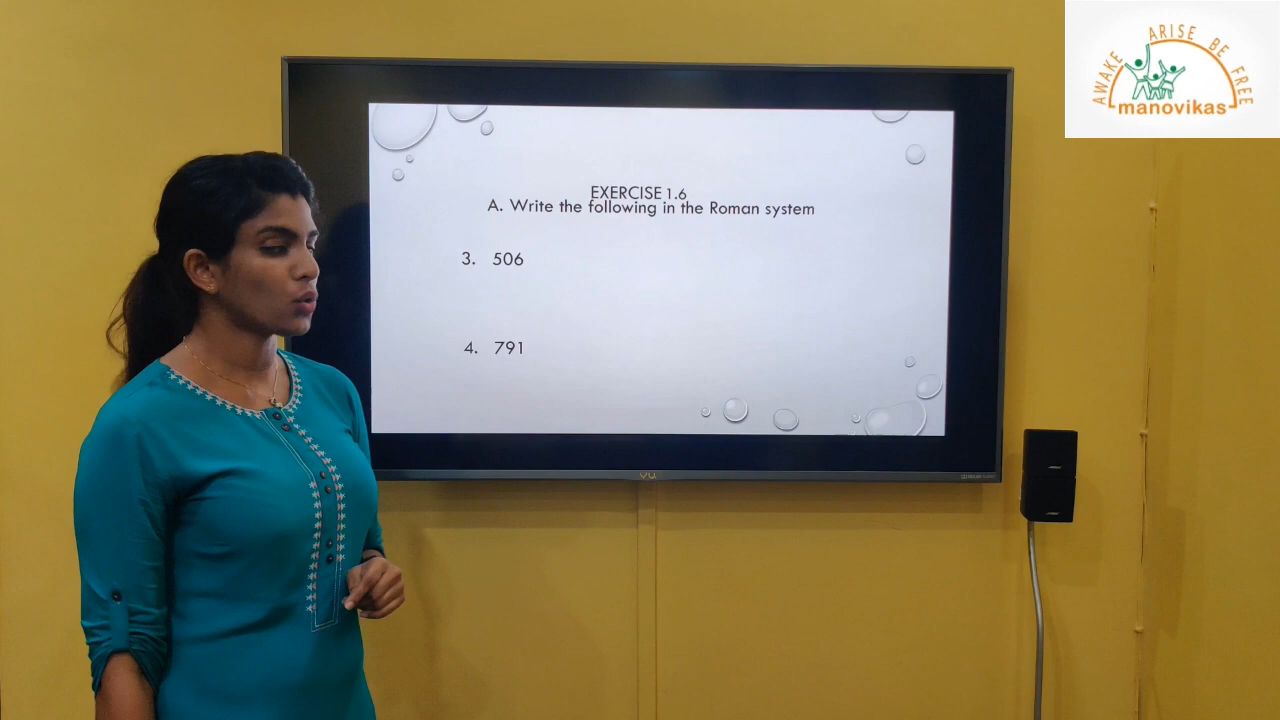 AWAKE ARISE BE FREE
manovikas
EXERCISE 1.6
A. Write the following in the Roman system
3. 506
4. 791
VU